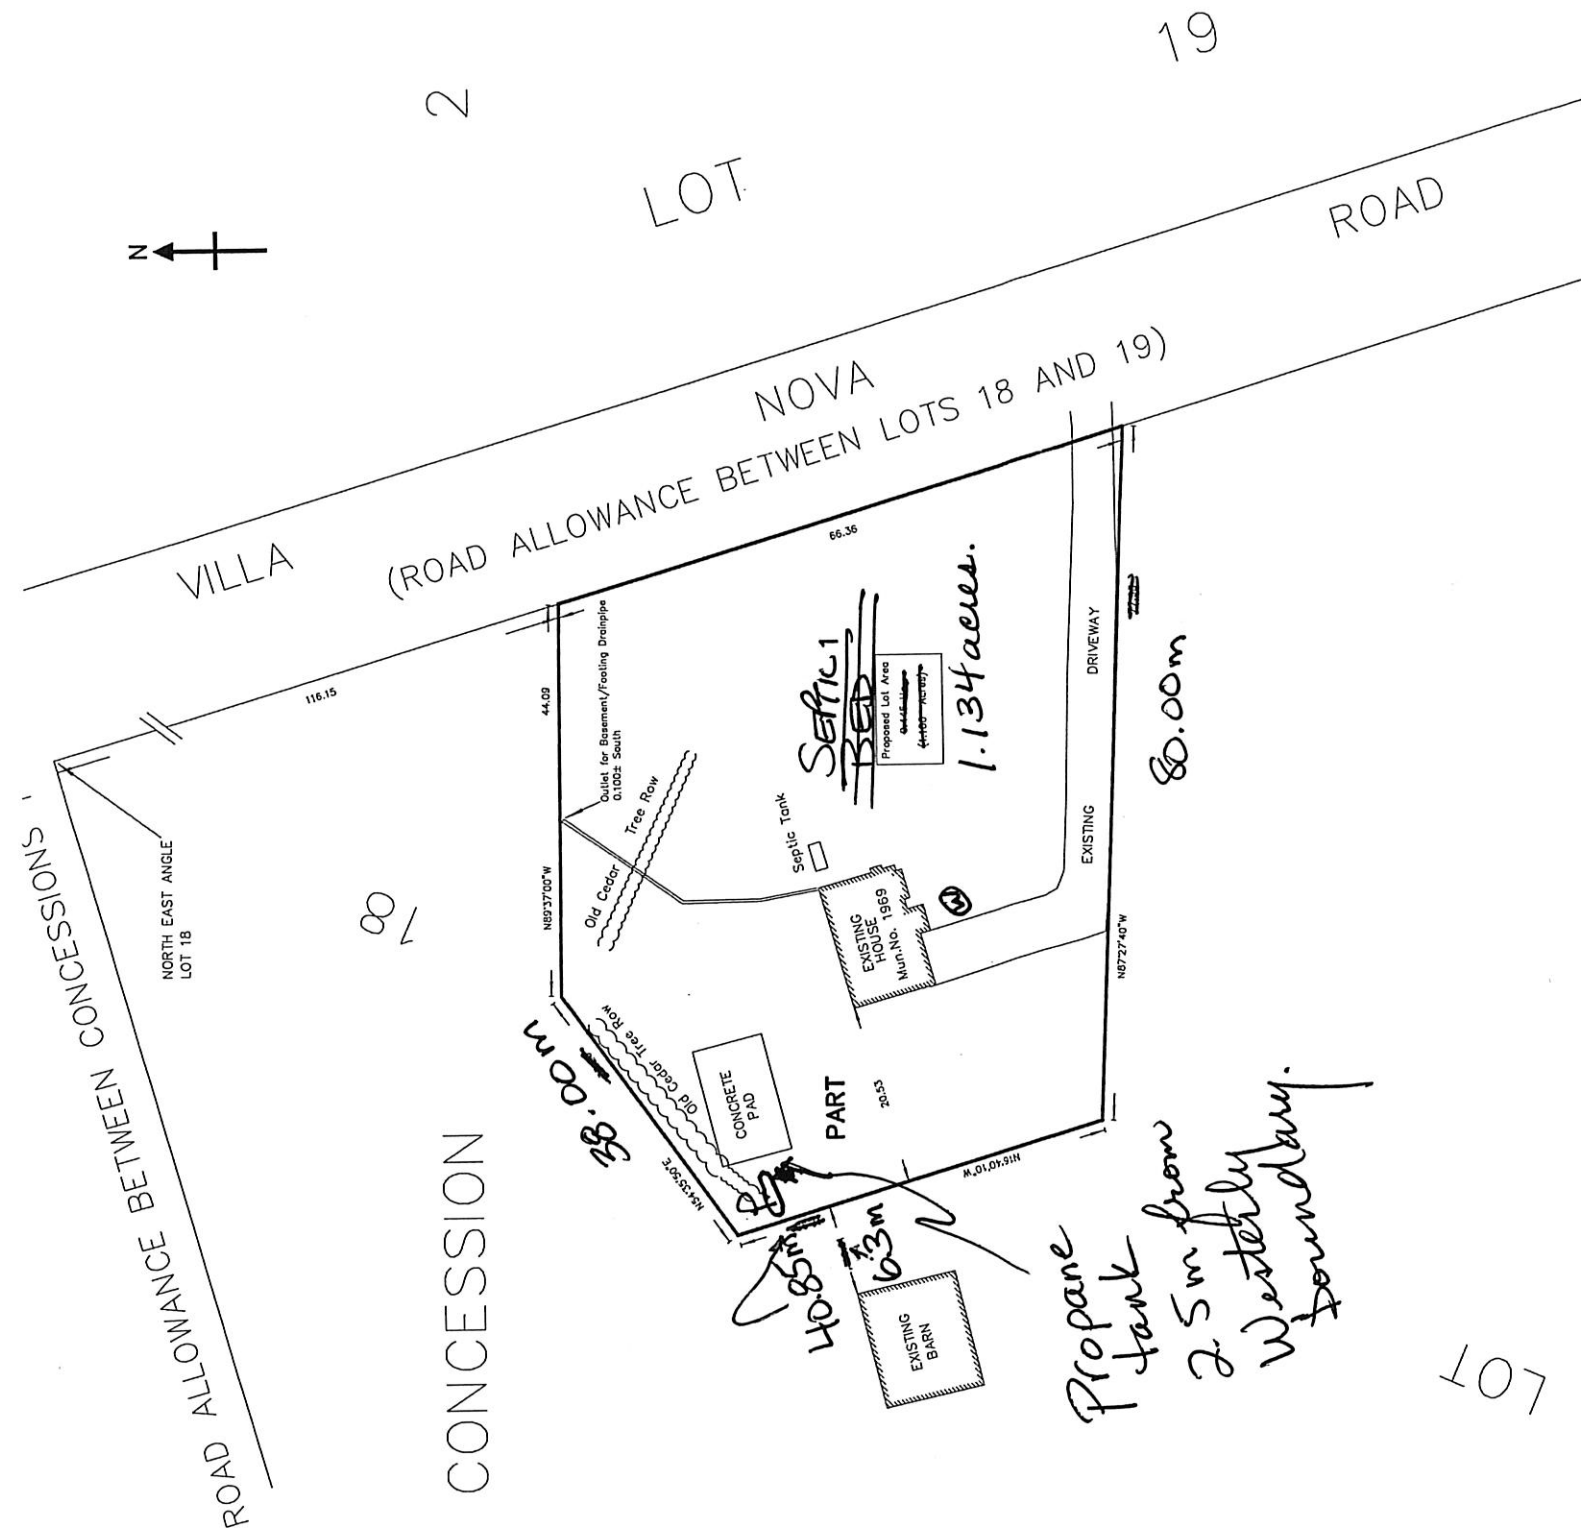 2
19
LOT
N
ROAD
NOVA
VILLA
(ROAD ALLOWANCE BETWEEN LOTS 18 AND 19)
116.15
NORTH EAST ANGLE
LOT 18
ROAD ALLOWANCE BETWEEN CONCESSIONS 1
18
CONCESSION
44.09
N89°37'00"W
Outlet for Basement/Footing Drainpipe
0.100± South
66.36
Old Cedar Tree Row
SEPTIC 1
BED
Proposed Lot Area
1.134 acres.
Septic Tank
EXISTING
HOUSE
Mun.No. 1969
W
EXISTING DRIVEWAY
80.00m
N87°27'40"W
38.00m
Old Cedar Tree Row
N54°35'50"E
CONCRETE
PAD
PART
20.53
N16°40'10"W
40.85m
6.3m
EXISTING
BARN
Propane
tank
2.5m from
Westerly
boundary.
LOT